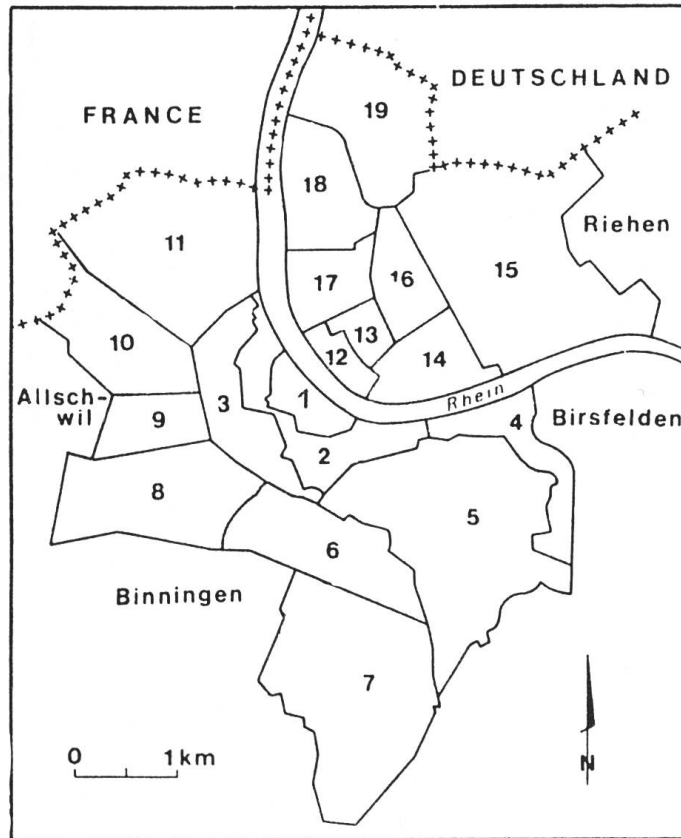 DEUTSCHLAND
FRANCE
19
18
Riehen
11
15
17
16
13
10
12
14
Allsch-
wil
3
1
Rhein
9
4
Birsfelden
2
8
5
6
Binningen
7
0 1km
N